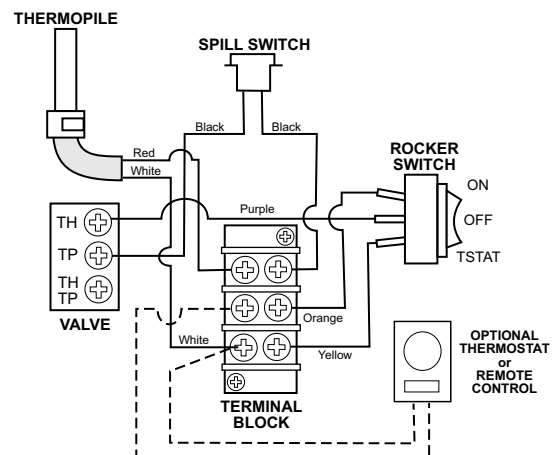 THERMOPILE
SPILL SWITCH
Black
Black
Red
White
ROCKER
SWITCH
ON
OFF
TSTAT
Purple
TH
TP
TH
TP
VALVE
Orange
White
Yellow
TERMINAL
BLOCK
OPTIONAL
THERMOSTAT
or
REMOTE
CONTROL